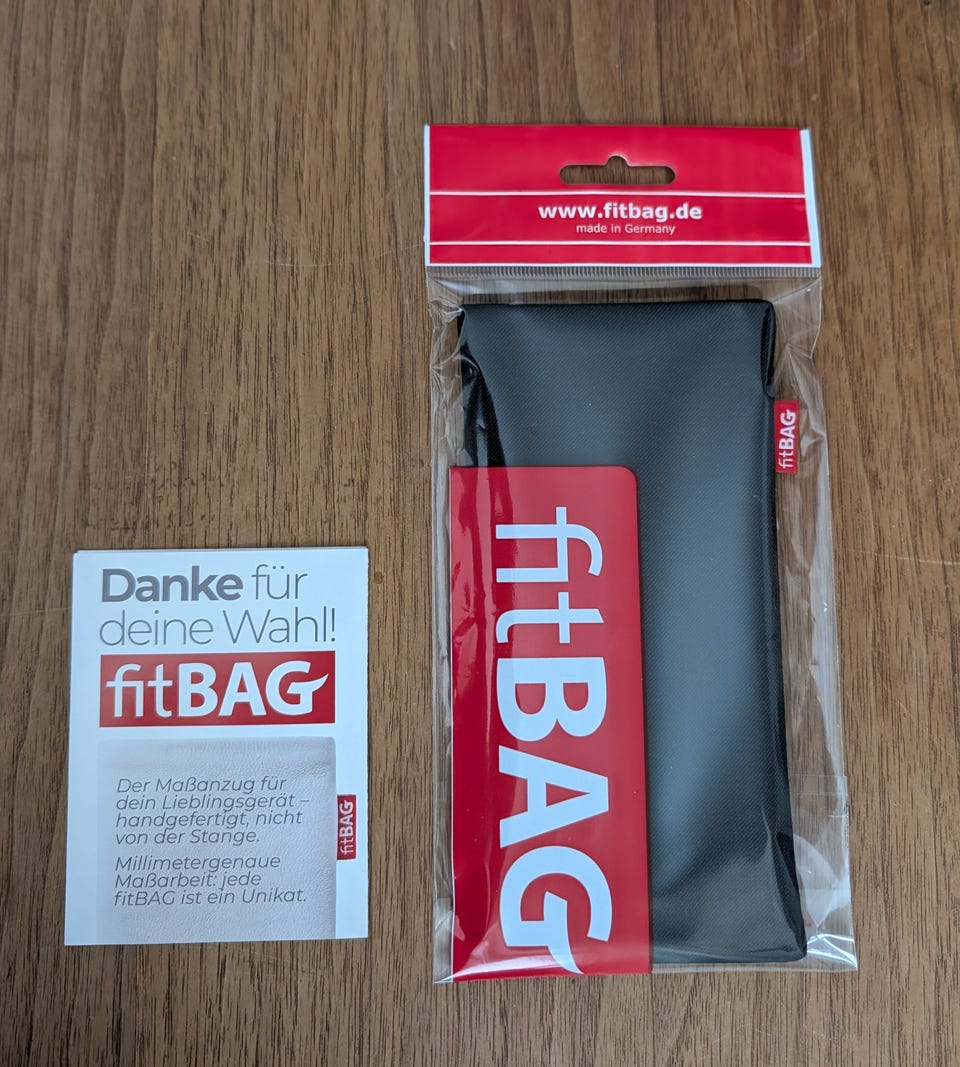 Danke für
deine Wahl!
fitBAG
Der Maßanzug für
dein Lieblingsgerät –
handgefertigt, nicht
von der Stange.
Millimetergenaue
Maßarbeit: jede
fitBAG ist ein Unikat.
fitBAG
www.fitbag.de
made in Germany
fitBAG
fitBAG